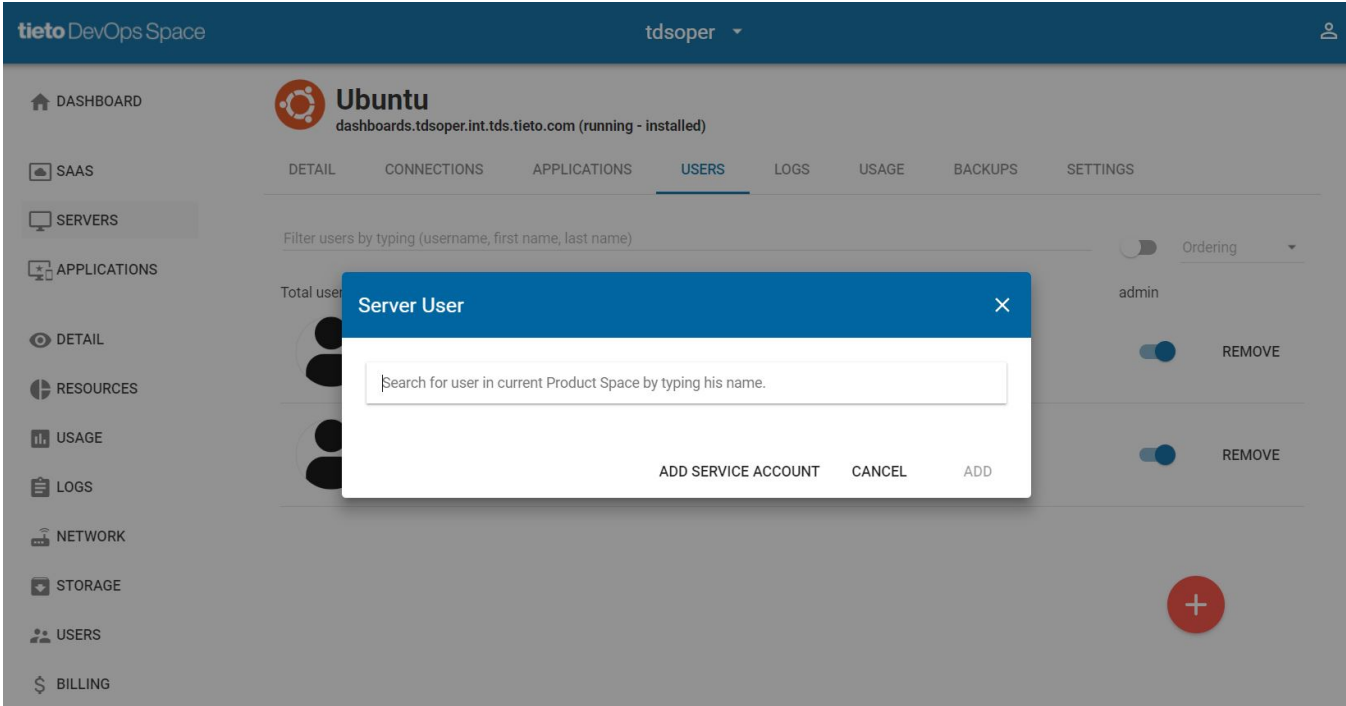 tieto DevOps Space
tdsoper
DASHBOARD
SAAS
SERVERS
APPLICATIONS
DETAIL
RESOURCES
USAGE
LOGS
NETWORK
STORAGE
USERS
BILLING
Ubuntu
dashboards.tdsoper.int.tds.tieto.com (running - installed)
DETAIL CONNECTIONS APPLICATIONS USERS LOGS USAGE BACKUPS SETTINGS
Filter users by typing (username, first name, last name)
Ordering
Total user
admin
REMOVE
REMOVE
Server User
Search for user in current Product Space by typing his name.
ADD SERVICE ACCOUNT CANCEL ADD